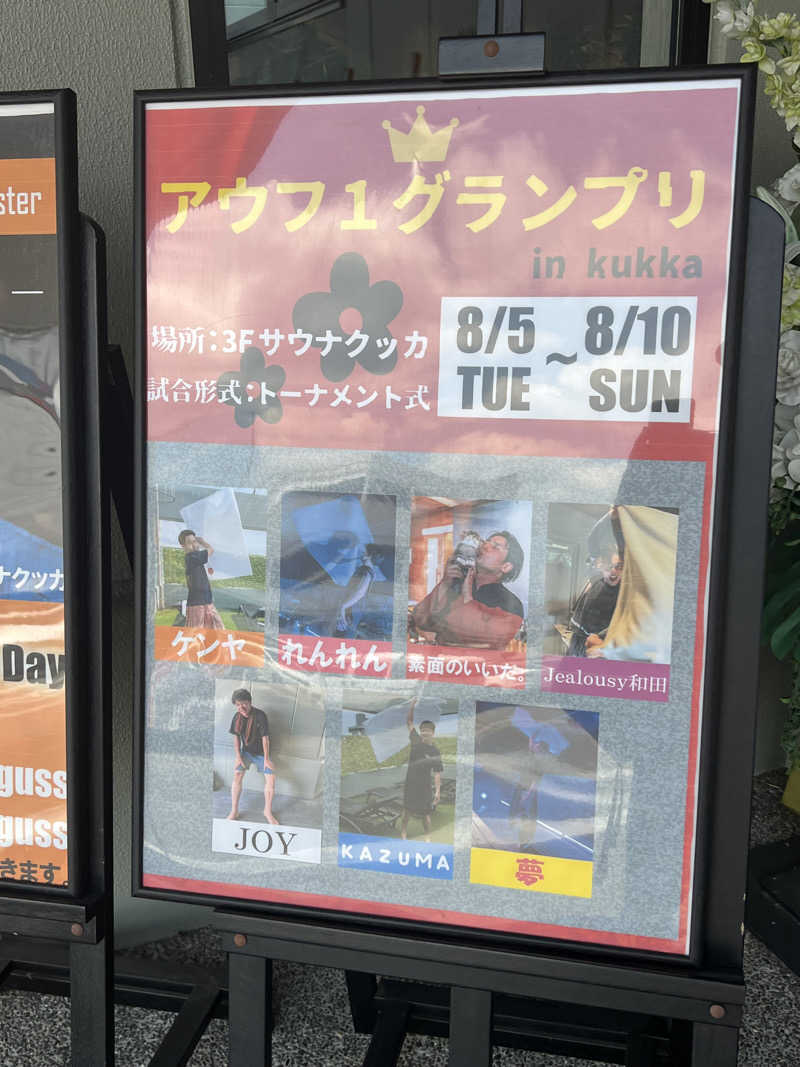 ster
ナクッカ
Day
guss
guss
きます。
アウフ１グランプリ
in kukka
場所：3Fサウナクッカ
試合形式：トーナメント式
8/5 ~ 8/10
TUE SUN
ケンヤ
れんれん
素面のいいだ。
Jealousy和田
JOY
KAZUMA
夢